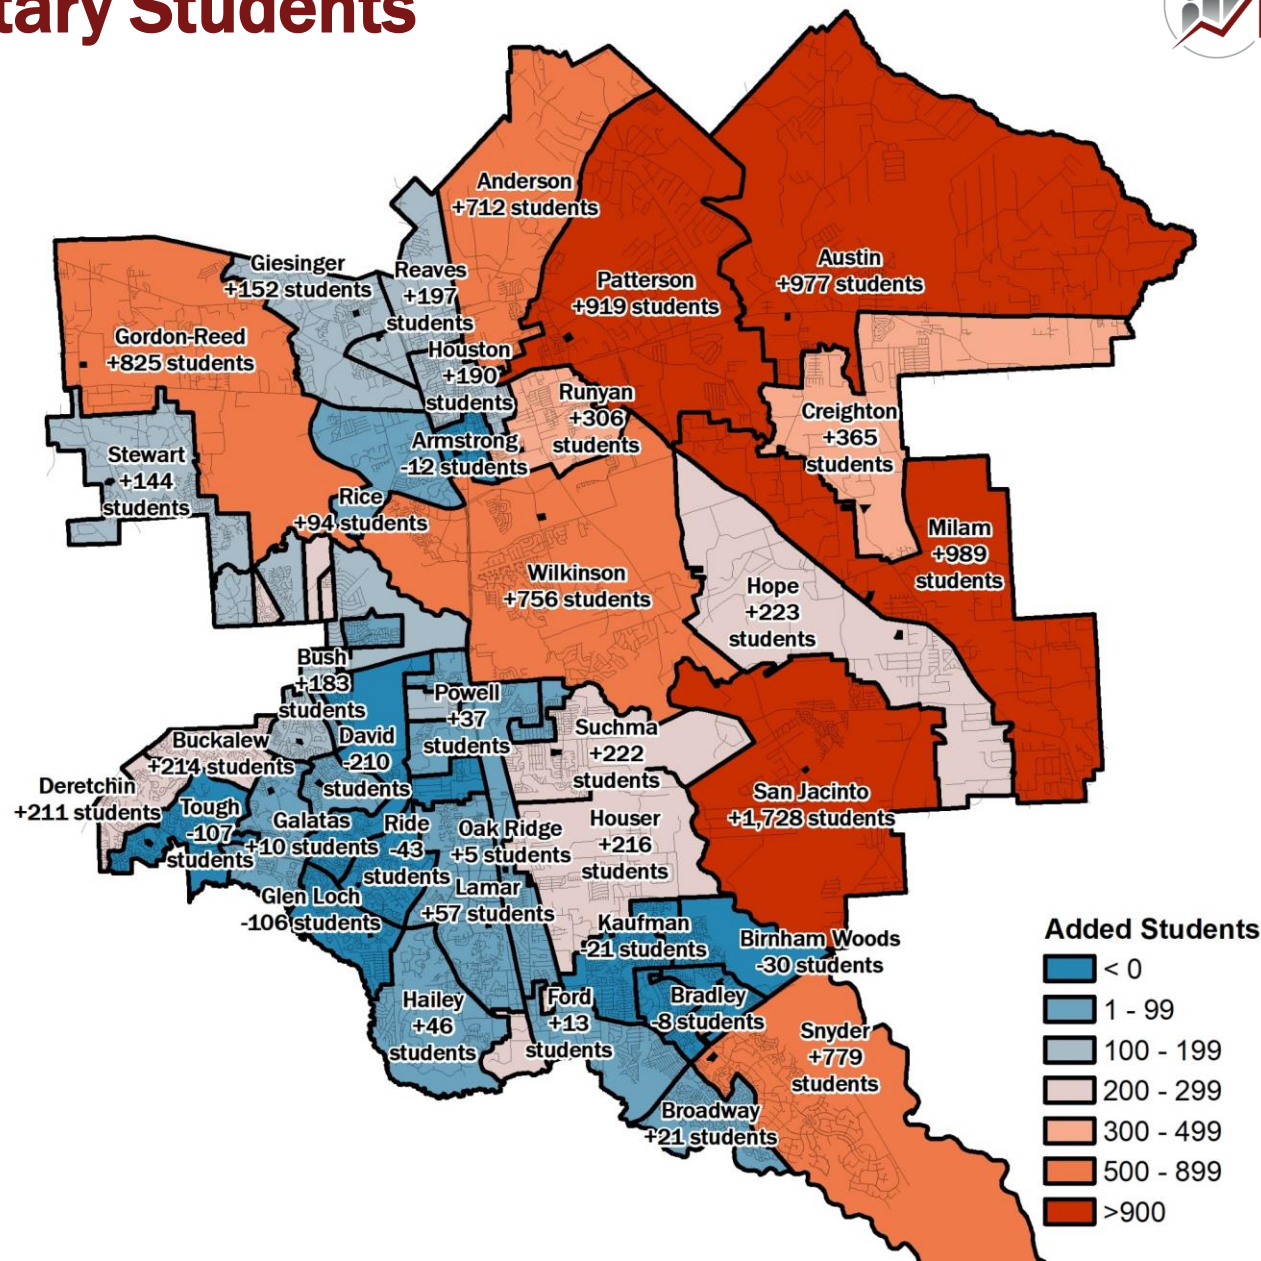 tary Students
Anderson
+712 students
Patterson
+919 students
Austin
+977 students
Giesinger
+152 students
Reaves
+197
students
Gordon-Reed
+825 students
Houston
+190
students
Runyan
+306
students
Creighton
+365
students
Armstrong
-12 students
Stewart
+144
students
Rice
+94 students
Milam
+989
students
Wilkinson
+756 students
Hope
+223
students
Bush
+183
students
Powell
+37
students
Suchma
+222
students
Buckalew
+214 students
David
-210
students
Deretchin
+211 students
Tough
-107
students
Galatas
+10 students
Ride
-43
students
Oak Ridge
+5 students
Houser
+216
students
San Jacinto
+1,728 students
Glen Loch
-106 students
Lamar
+57 students
Kaufman
-21 students
Birnham Woods
-30 students
Hailey
+46
students
Ford
+13
students
Bradley
-8 students
Snyder
+779
students
Broadway
+21 students
Added Students
< 0
1 - 99
100 - 199
200 - 299
300 - 499
500 - 899
>900